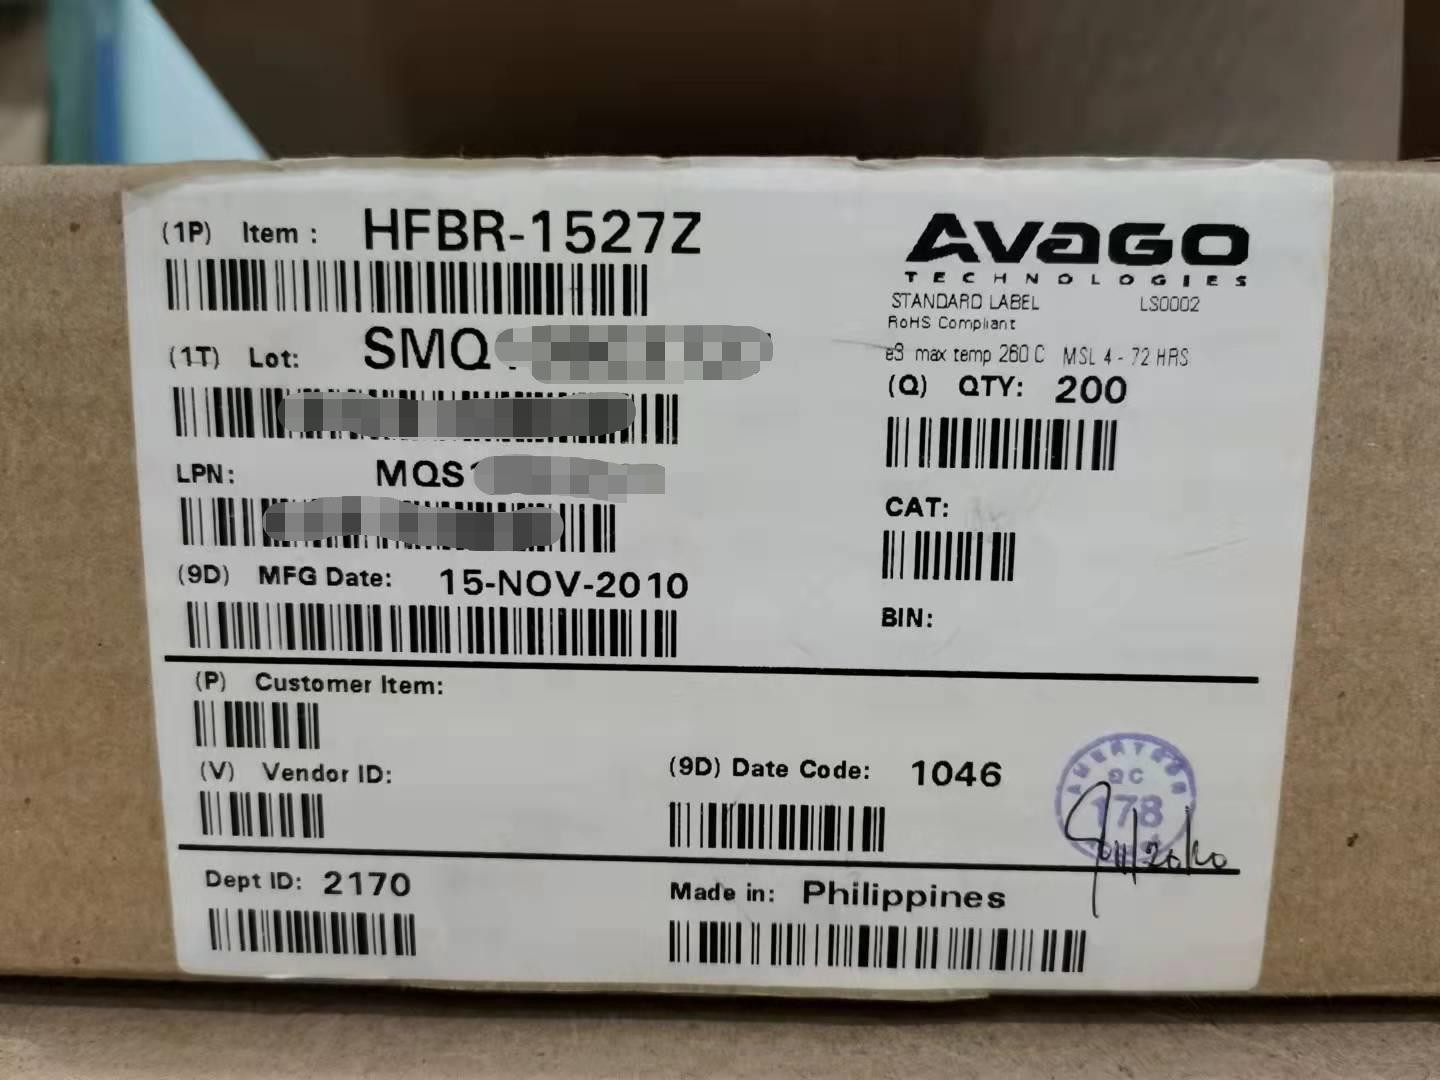 (1P) Item : HFBR-1527Z
AVAGO
TECHNOLOGIES
STANDARD LABEL LS0002
RoHS Compliant
e3 max temp 260 C MSL 4 - 72 HRS
(1T) Lot: SMQ
(Q) QTY: 200
LPN: MQS
CAT:
(9D) MFG Date: 15-NOV-2010
BIN:
(P) Customer Item:
(V) Vendor ID:
(9D) Date Code: 1046
QC
178
Dept ID: 2170
Made in: Philippines